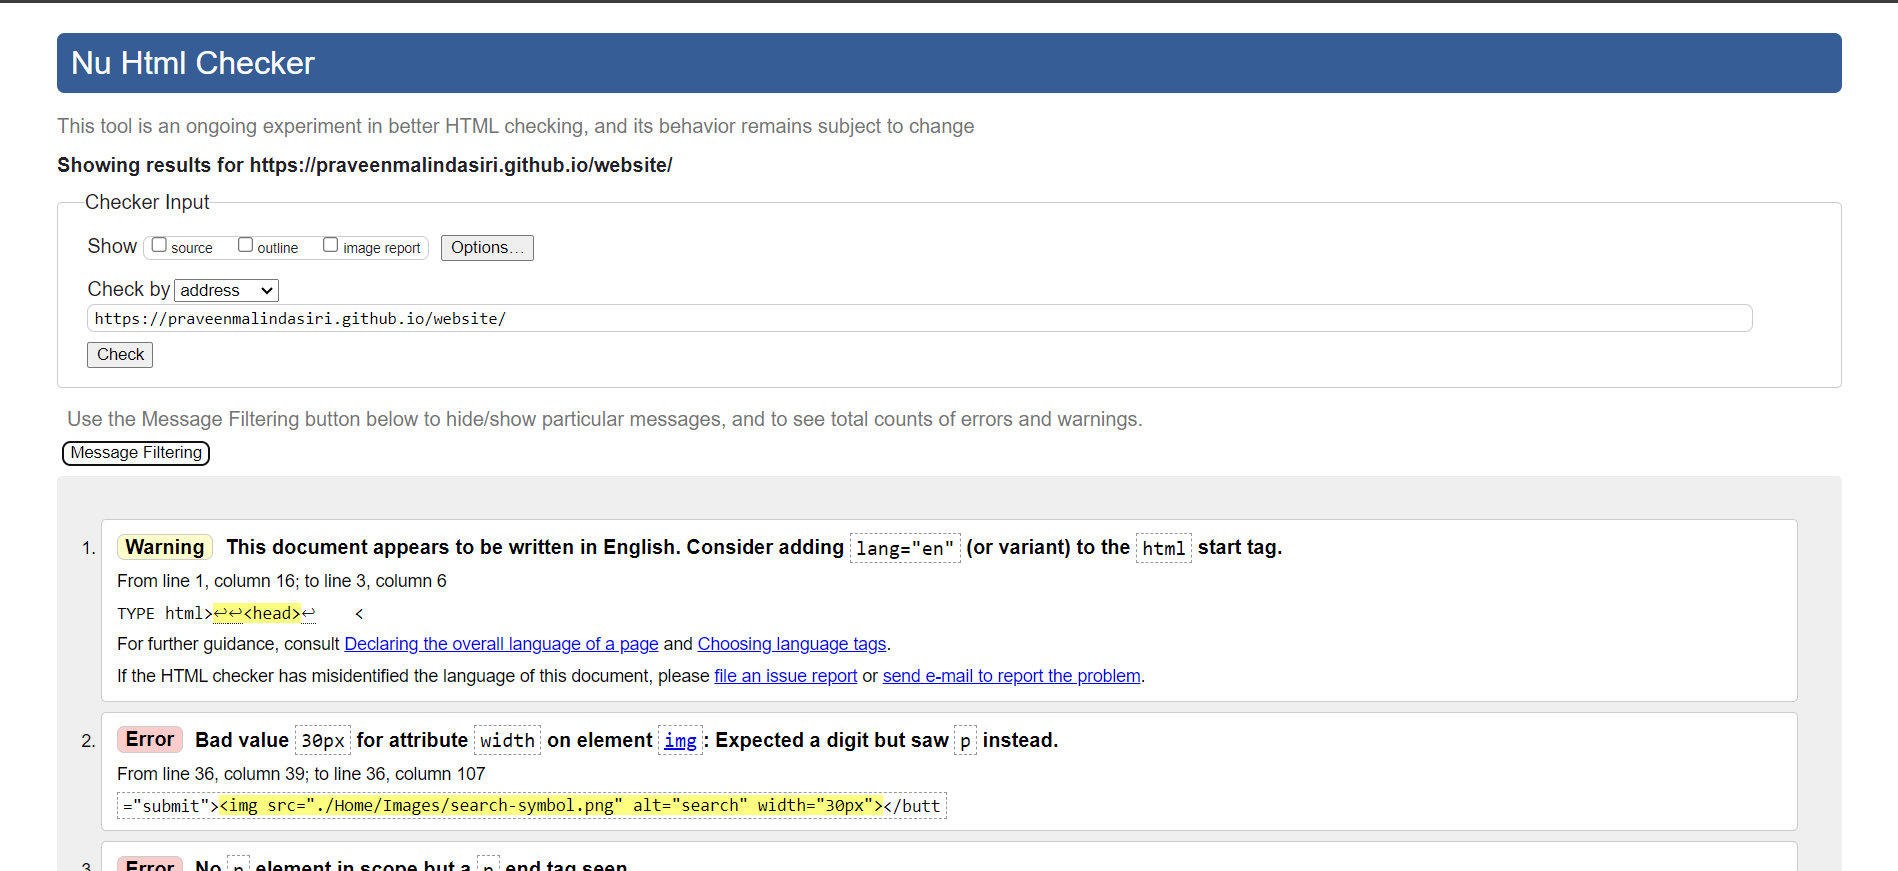 Nu Html Checker
This tool is an ongoing experiment in better HTML checking, and its behavior remains subject to change
Showing results for https://praveenmalindasiri.github.io/website/
Checker Input
Show source outline image report Options...
Check by address
https://praveenmalindasiri.github.io/website/
Check
Use the Message Filtering button below to hide/show particular messages, and to see total counts of errors and warnings.
Message Filtering
1. Warning This document appears to be written in English. Consider adding lang="en" (or variant) to the html start tag.
From line 1, column 16; to line 3, column 6
TYPE html>↩↩<head>↩ <
For further guidance, consult Declaring the overall language of a page and Choosing language tags.
If the HTML checker has misidentified the language of this document, please file an issue report or send e-mail to report the problem.
2. Error Bad value 30px for attribute width on element img: Expected a digit but saw p instead.
From line 36, column 39; to line 36, column 107
="submit"><img src="./Home/Images/search-symbol.png" alt="search" width="30px"></butt
3. Error No p element in scope but a p end tag seen.